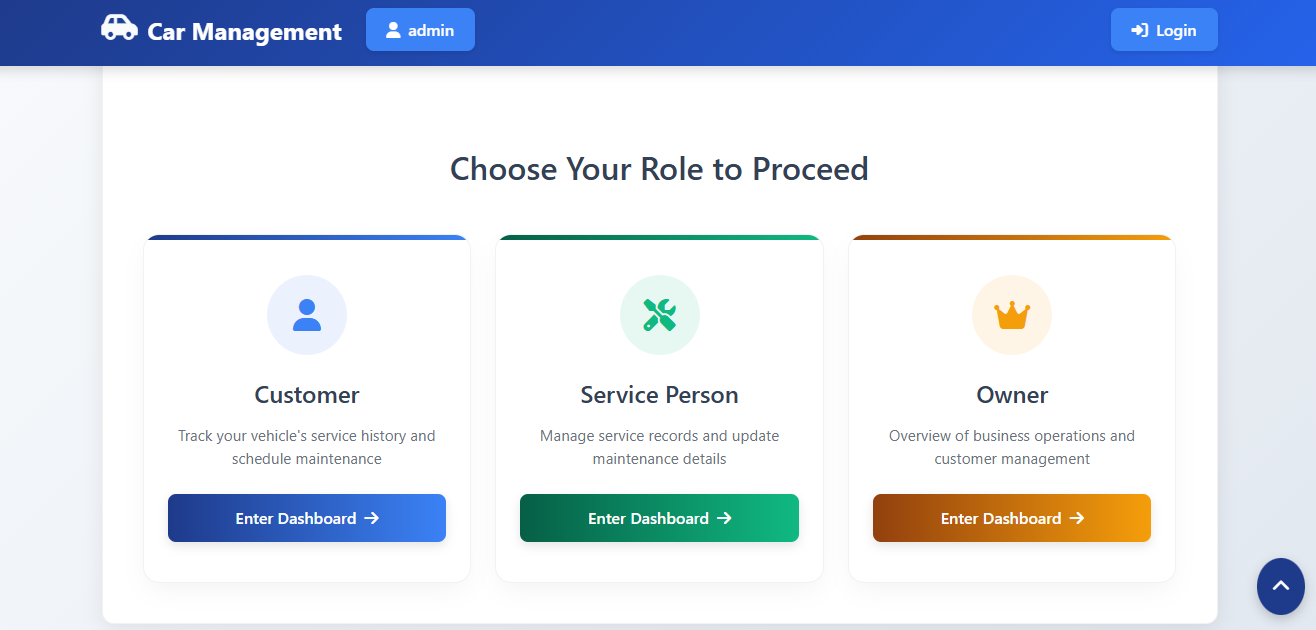 Car Management
admin
Login
Choose Your Role to Proceed
Customer
Track your vehicle's service history and
schedule maintenance
Enter Dashboard
Service Person
Manage service records and update
maintenance details
Enter Dashboard
Owner
Overview of business operations and
customer management
Enter Dashboard